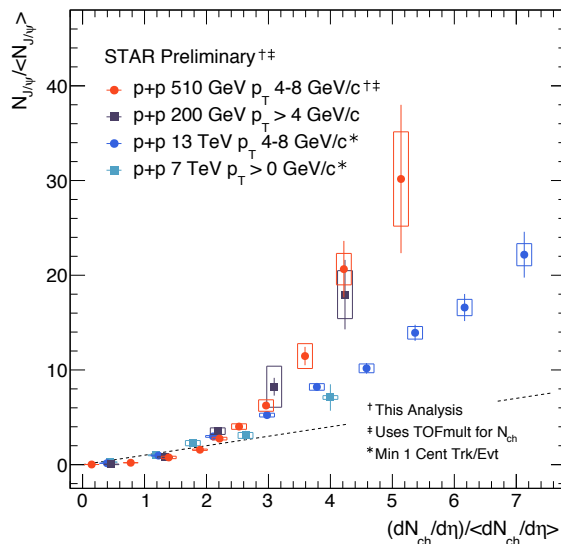 STAR Preliminary†‡
p+p 510 GeV p_T 4-8 GeV/c†‡
p+p 200 GeV p_T > 4 GeV/c
p+p 13 TeV p_T 4-8 GeV/c*
p+p 7 TeV p_T > 0 GeV/c*
N_J/ψ/<N_J/ψ>
40
30
20
10
0
†This Analysis
‡Uses TOFmult for N_ch
*Min 1 Cent Trk/Evt
0 1 2 3 4 5 6 7
(dN_ch/dη)/<dN_ch/dη>